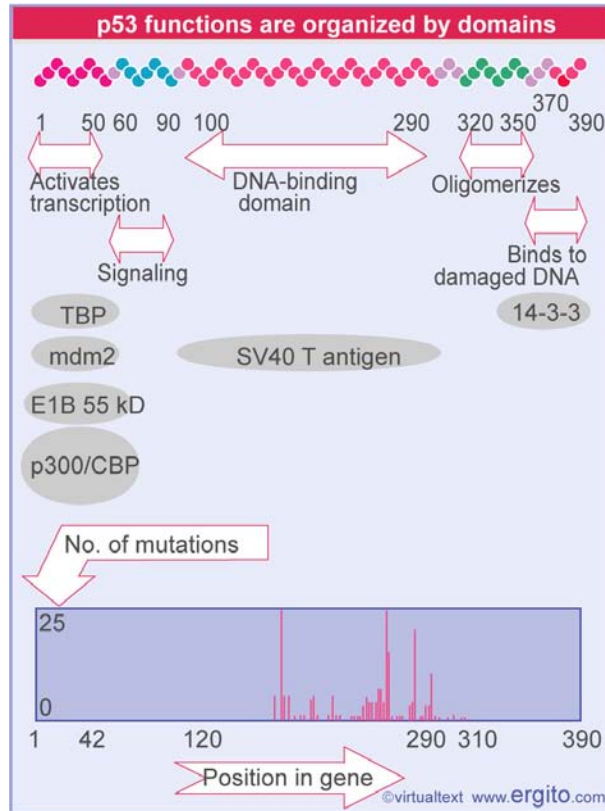 p53 functions are organized by domains
370
1 50 60 90 100 290 320 350 390
Activates transcription
DNA-binding domain
Oligomerizes
Signaling
Binds to damaged DNA
TBP
14-3-3
mdm2
SV40 T antigen
E1B 55 kD
p300/CBP
No. of mutations
25
0
1 42 120 290 310 390
Position in gene
©virtualtext www.ergito.com